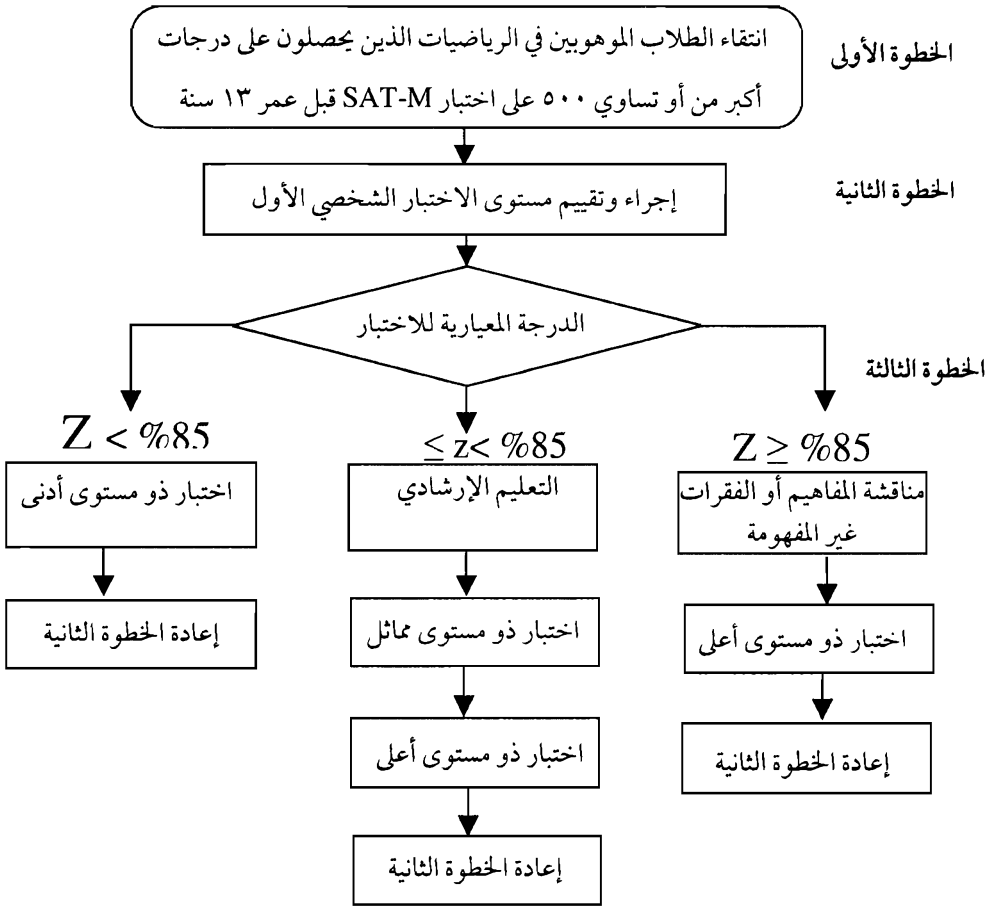 الخطوة الأولى
انتقاء الطلاب الموهوبين في الرياضيات الذين يحصلون على درجات
أكبر من أو تساوي ٥٠٠ على اختبار SAT-M قبل عمر ١٣ سنة
الخطوة الثانية
إجراء وتقييم مستوى الاختبار الشخصي الأول
الدرجة المعيارية للاختبار
الخطوة الثالثة
Z ≥ %85
مناقشة المفاهيم أو الفقرات
غير المفهومة
اختبار ذو مستوى أعلى
إعادة الخطوة الثانية
≤ z< %85
التعليم الإرشادي
اختبار ذو مستوى مماثل
اختبار ذو مستوى أعلى
إعادة الخطوة الثانية
Z < %85
اختبار ذو مستوى أدنى
إعادة الخطوة الثانية